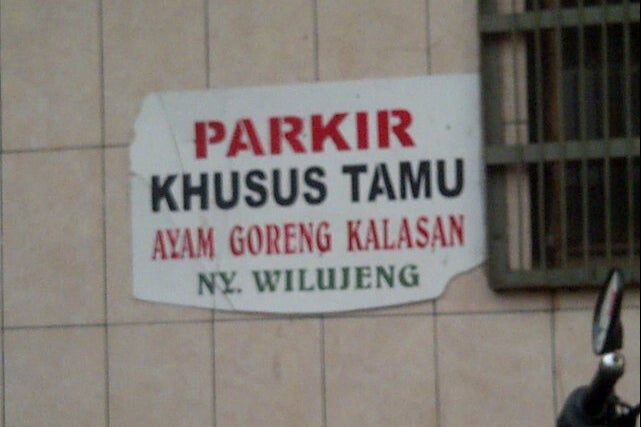 PARKIR
KHUSUS TAMU
AYAM GORENG KALASAN
NY. WILUJENG